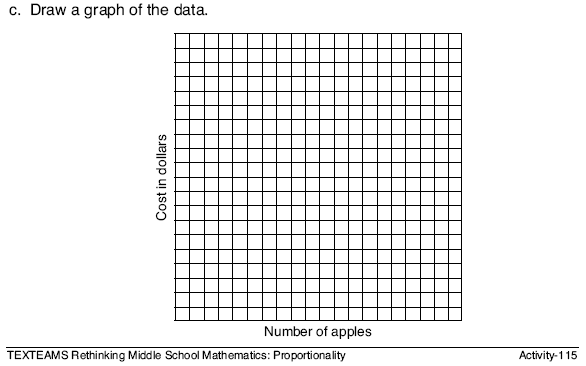 c. Draw a graph of the data.
Cost in dollars
Number of apples
TEXTEAMS Rethinking Middle School Mathematics: Proportionality Activity-115